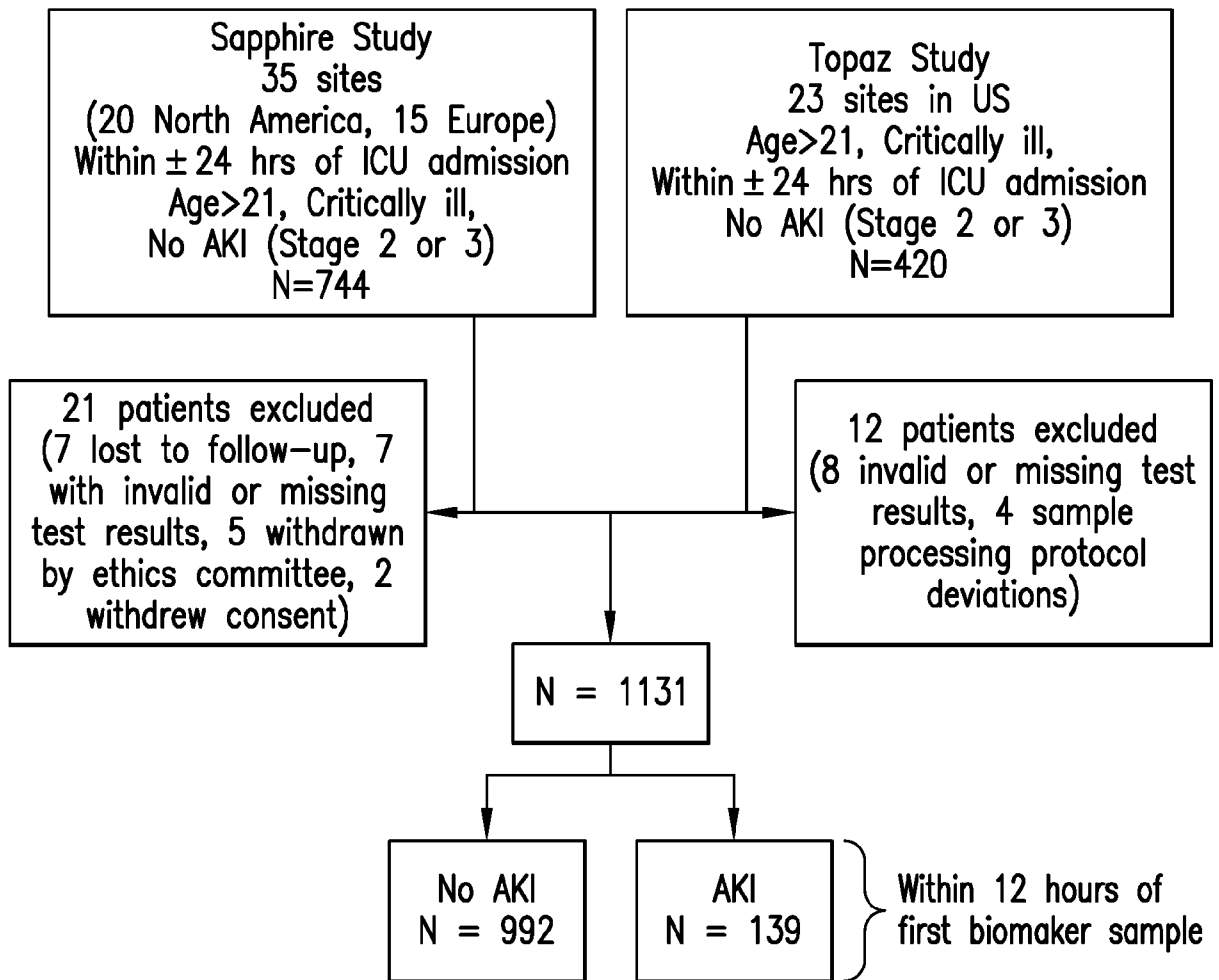 Sapphire Study
35 sites
(20 North America, 15 Europe)
Within ± 24 hrs of ICU admission
Age>21, Critically ill,
No AKI (Stage 2 or 3)
N=744
Topaz Study
23 sites in US
Age>21, Critically ill,
Within ± 24 hrs of ICU admission
No AKI (Stage 2 or 3)
N=420
21 patients excluded
(7 lost to follow-up, 7
with invalid or missing
test results, 5 withdrawn
by ethics committee, 2
withdrew consent)
12 patients excluded
(8 invalid or missing test
results, 4 sample
processing protocol
deviations)
N = 1131
No AKI
N = 992
AKI
N = 139
Within 12 hours of
first biomaker sample